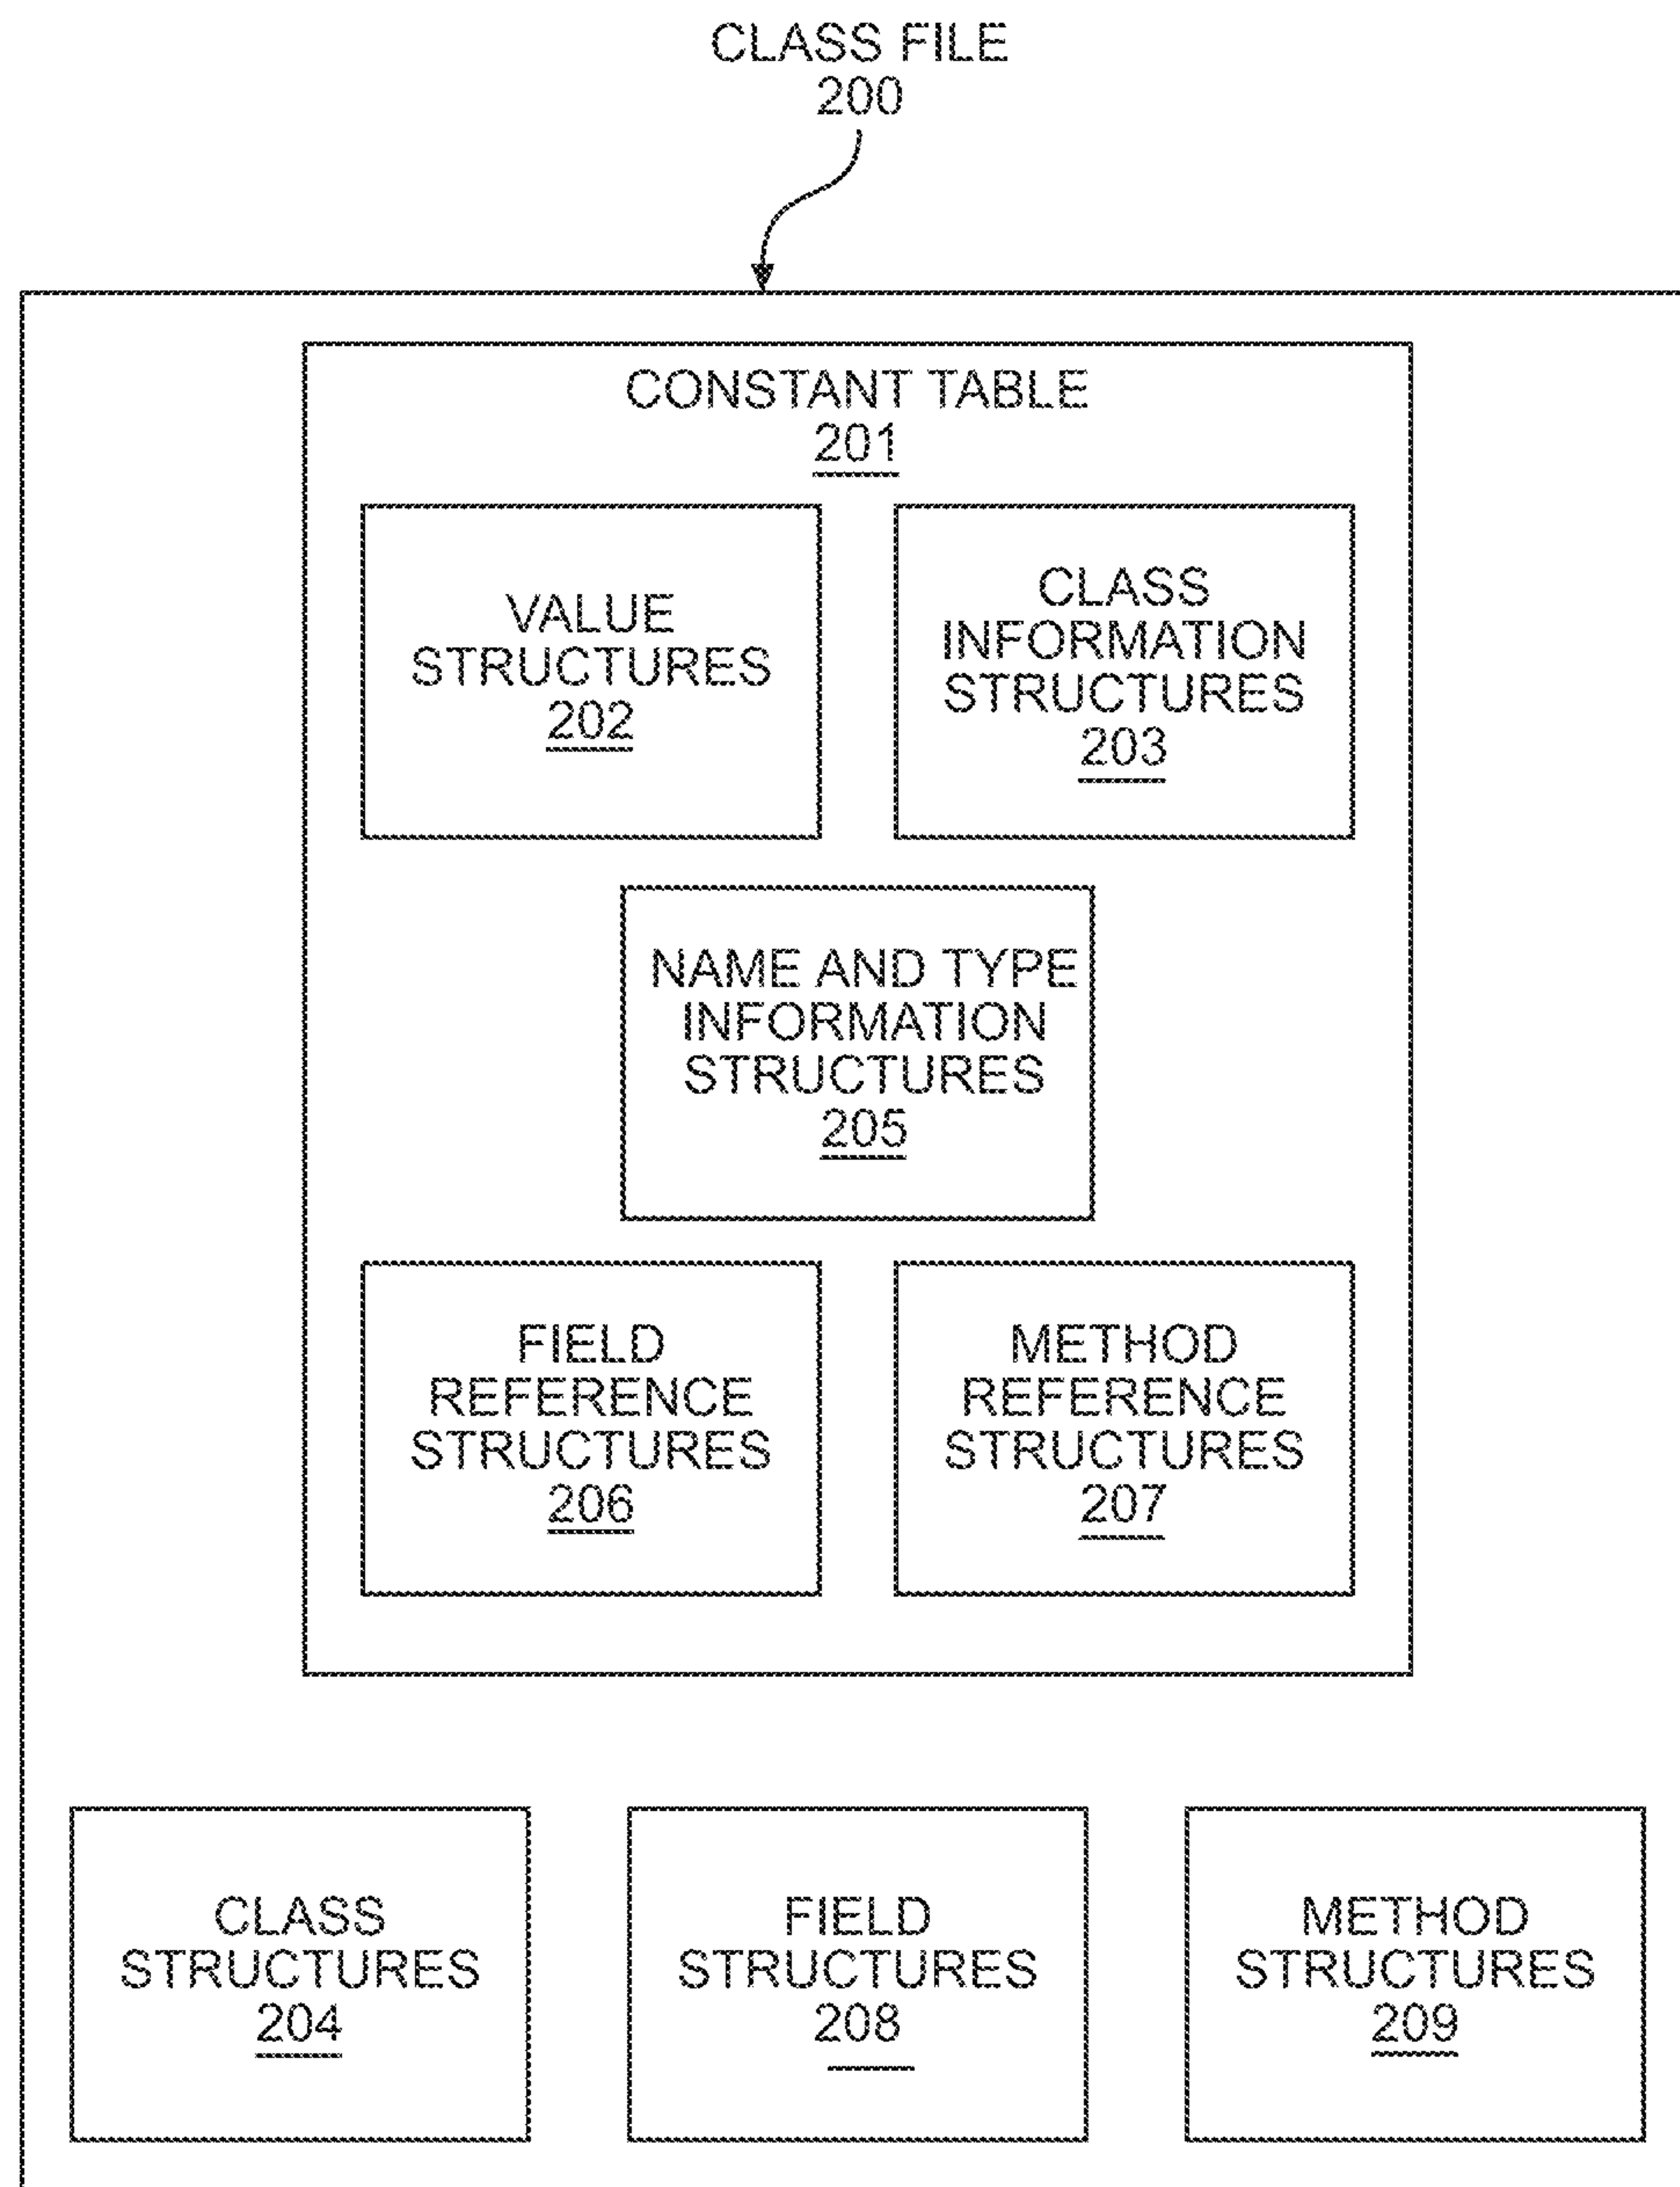 CLASS FILE
200
CONSTANT TABLE
201
VALUE
STRUCTURES
202
CLASS
INFORMATION
STRUCTURES
203
NAME AND TYPE
INFORMATION
STRUCTURES
205
FIELD
REFERENCE
STRUCTURES
206
METHOD
REFERENCE
STRUCTURES
207
CLASS
STRUCTURES
204
FIELD
STRUCTURES
208
METHOD
STRUCTURES
209